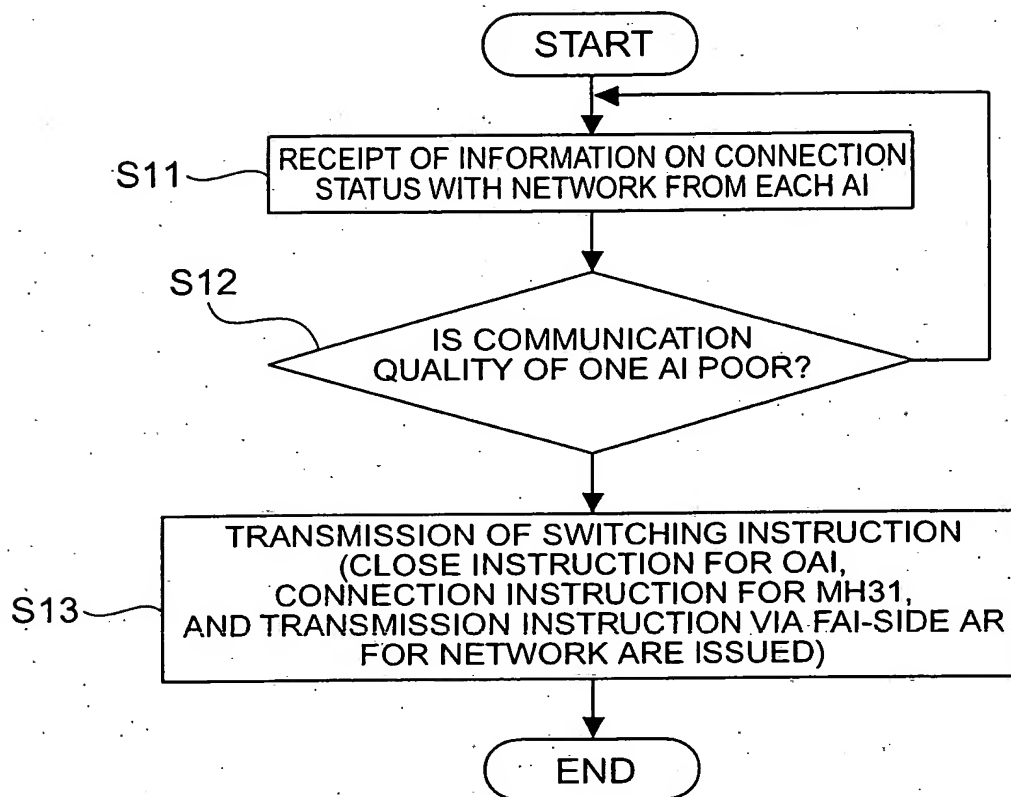 START
S11
RECEIPT OF INFORMATION ON CONNECTION
STATUS WITH NETWORK FROM EACH AI
S12
IS COMMUNICATION
QUALITY OF ONE AI POOR?
S13
TRANSMISSION OF SWITCHING INSTRUCTION
(CLOSE INSTRUCTION FOR OAI,
CONNECTION INSTRUCTION FOR MH31,
AND TRANSMISSION INSTRUCTION VIA FAI-SIDE AR
FOR NETWORK ARE ISSUED)
END